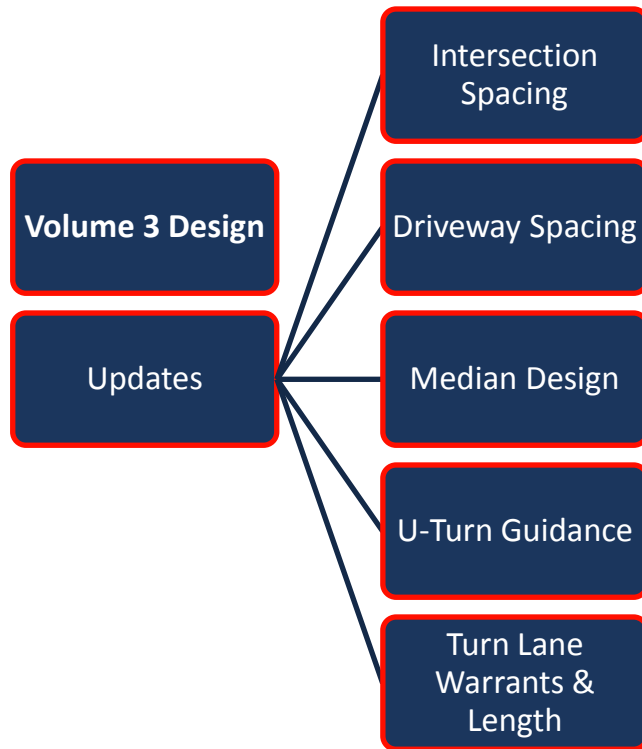 Volume 3 Design
Updates
Intersection
Spacing
Driveway Spacing
Median Design
U-Turn Guidance
Turn Lane
Warrants &
Length